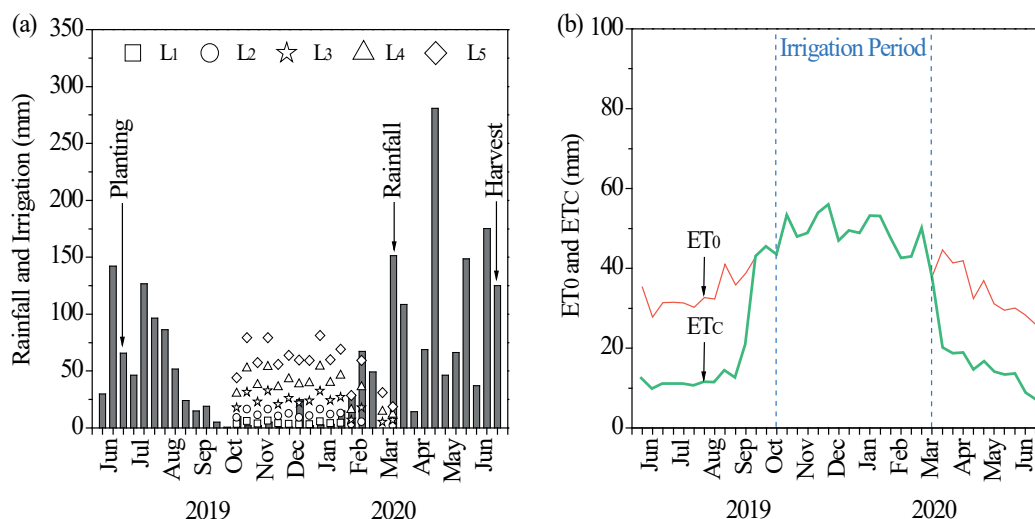 (a)
350
300
250
200
150
100
50
0
Rainfall and Irrigation (mm)
L1 L2 L3 L4 L5
Planting
Rainfall
Harvest
Jun Jul Aug Sep Oct Nov Dec Jan Feb Mar Apr May Jun
2019 2020
(b)
100
80
60
40
20
0
ET0 and ETC (mm)
Irrigation Period
ET0
ETC
Jun Jul Aug Sep Oct Nov Dec Jan Feb Mar Apr May Jun
2019 2020